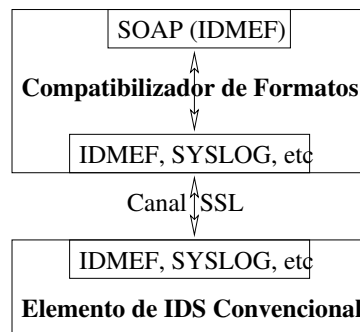 SOAP (IDMEF)
Compatibilizador de Formatos
IDMEF, SYSLOG, etc
Canal SSL
IDMEF, SYSLOG, etc
Elemento de IDS Convencional